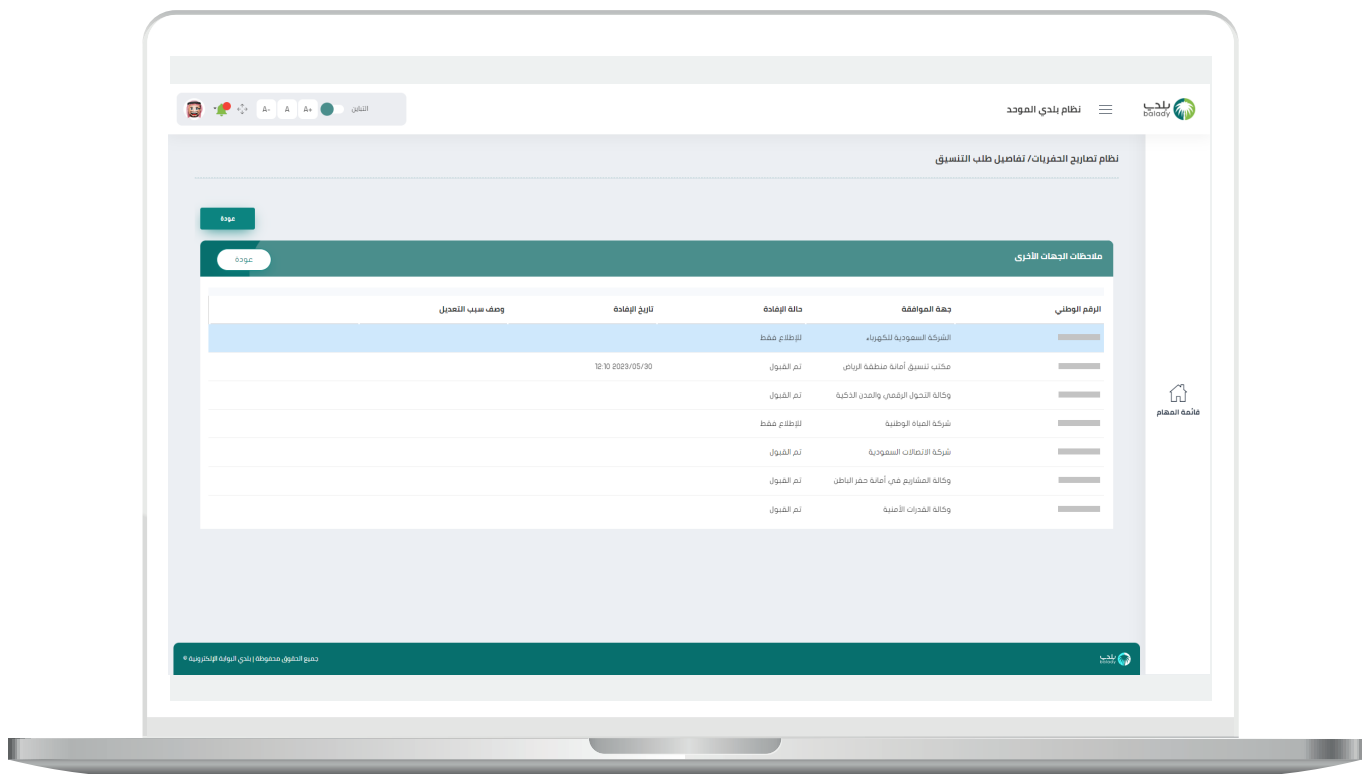 بلدي
balady
نظام بلدي الموحد
التباين
A+ A A-
نظام تصاريح الحفريات/ تفاصيل طلب التنسيق
عودة
ملاحظات الجهات الأخرى
عودة
الرقم الوطني جهة الموافقة حالة الإفادة تاريخ الإفادة وصف سبب التعديل
الشركة السعودية للكهرباء للإطلاع فقط
مكتب تنسيق أمانة منطقة الرياض تم القبول 2023/05/30 12:10
وكالة التحول الرقمي والمدن الذكية تم القبول
شركة المياة الوطنية للإطلاع فقط
شركة الاتصالات السعودية تم القبول
وكالة المشاريع في أمانة حفر الباطن تم القبول
وكالة القدرات الأمنية تم القبول
قائمة المهام
بلدي
balady
جميع الحقوق محفوظة | بلدي البوابة الإلكترونية ©